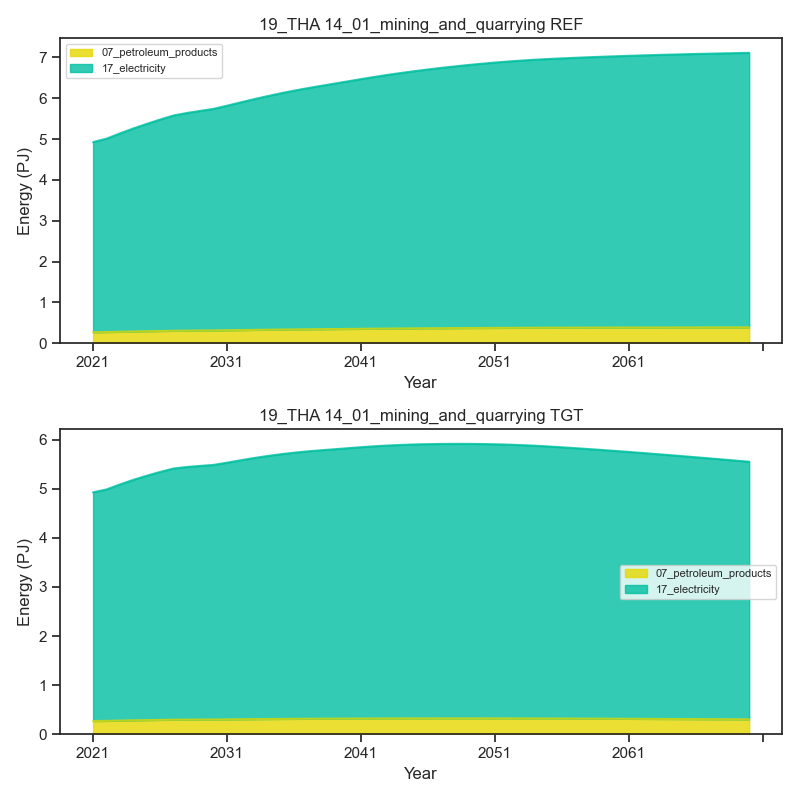 19_THA 14_01_mining_and_quarrying REF
07_petroleum_products
17_electricity
7
6
5
4
3
2
1
0
Energy (PJ)
2021 2031 2041 2051 2061
Year
19_THA 14_01_mining_and_quarrying TGT
6
5
4
3
2
1
0
Energy (PJ)
07_petroleum_products
17_electricity
2021 2031 2041 2051 2061
Year